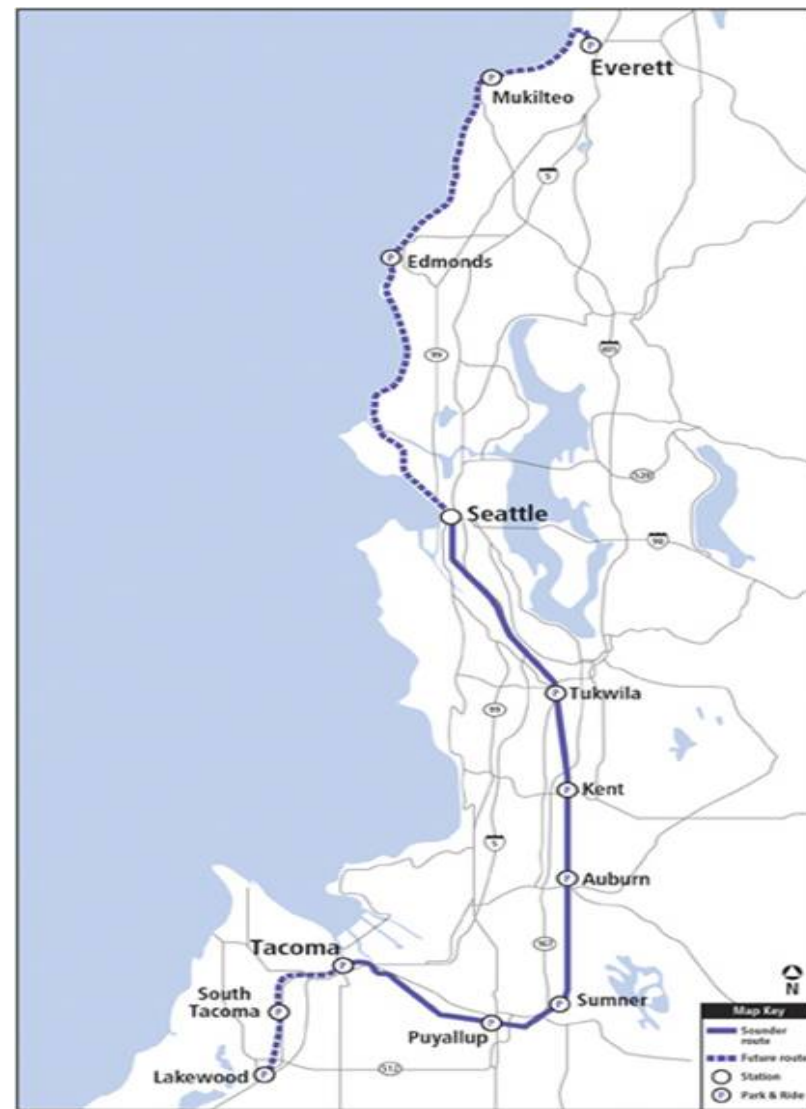 Everett
Mukilteo
5
Edmonds
99
405
520
Seattle
90
Tukwila
99
Kent
5
Auburn
167
Tacoma
N
South
Tacoma
Sumner
Puyallup
Lakewood
512
Map Key
Sounder
route
Future route
Station
P Park & Ride